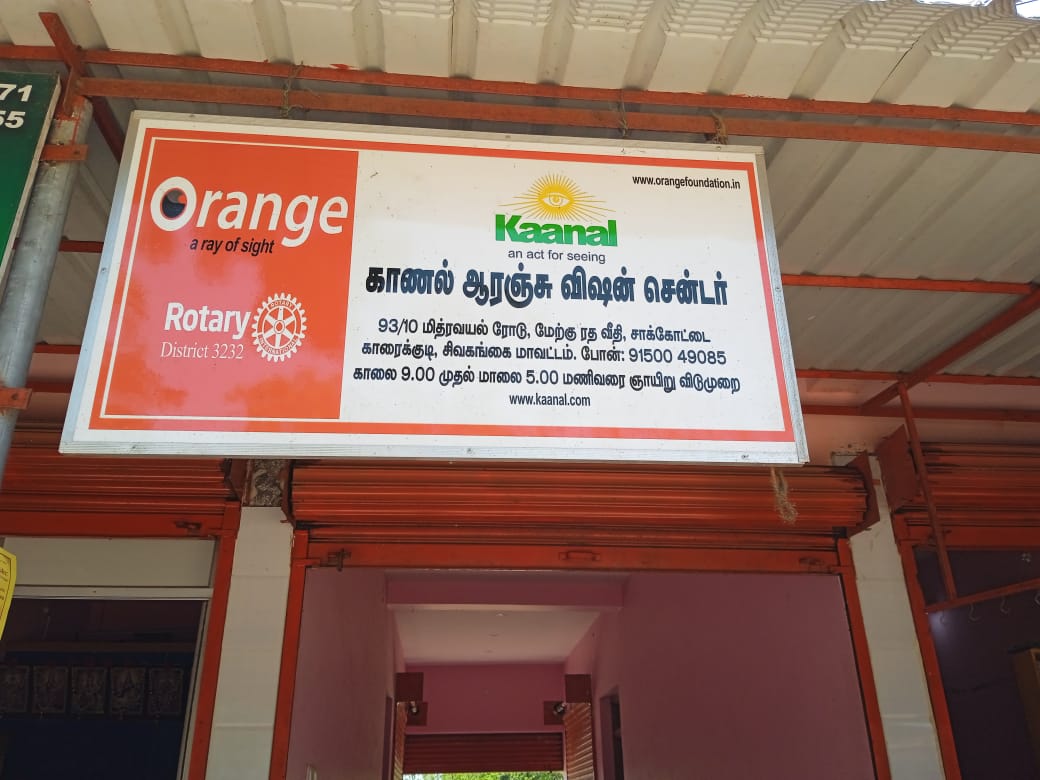 71
55
Orange
a ray of sight
Rotary
District 3232
www.orangefoundation.in
Kaanal
an act for seeing
காணல் ஆரஞ்சு விஷன் சென்டர்
93/10 மித்ரவயல் ரோடு, மேற்கு ரத வீதி, சாக்கோட்டை
காரைக்குடி, சிவகங்கை மாவட்டம். போன்: 91500 49085
காலை 9.00 முதல் மாலை 5.00 மணிவரை ஞாயிறு விடுமுறை
www.kaanal.com